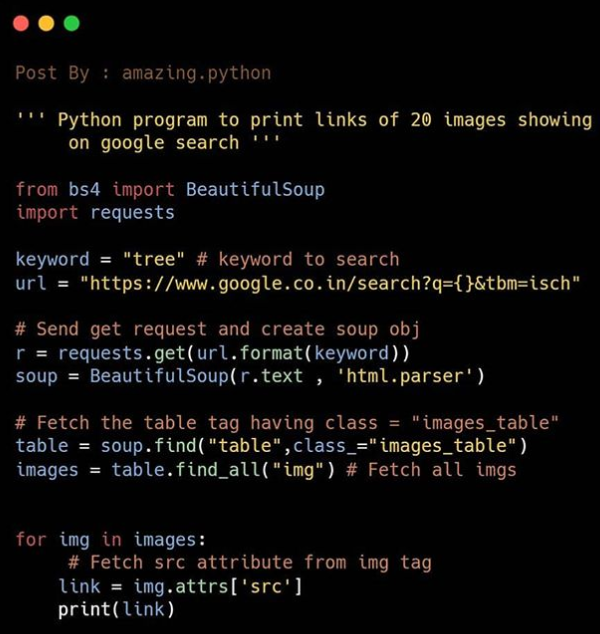 Post By : amazing.python
''' Python program to print links of 20 images showing
     on google search '''
from bs4 import BeautifulSoup
import requests
keyword = "tree" # keyword to search
url = "https://www.google.co.in/search?q={}&tbm=isch"
# Send get request and create soup obj
r = requests.get(url.format(keyword))
soup = BeautifulSoup(r.text , 'html.parser')
# Fetch the table tag having class = "images_table"
table = soup.find("table",class_="images_table")
images = table.find_all("img") # Fetch all imgs
for img in images:
     # Fetch src attribute from img tag
    link = img.attrs['src']
    print(link)